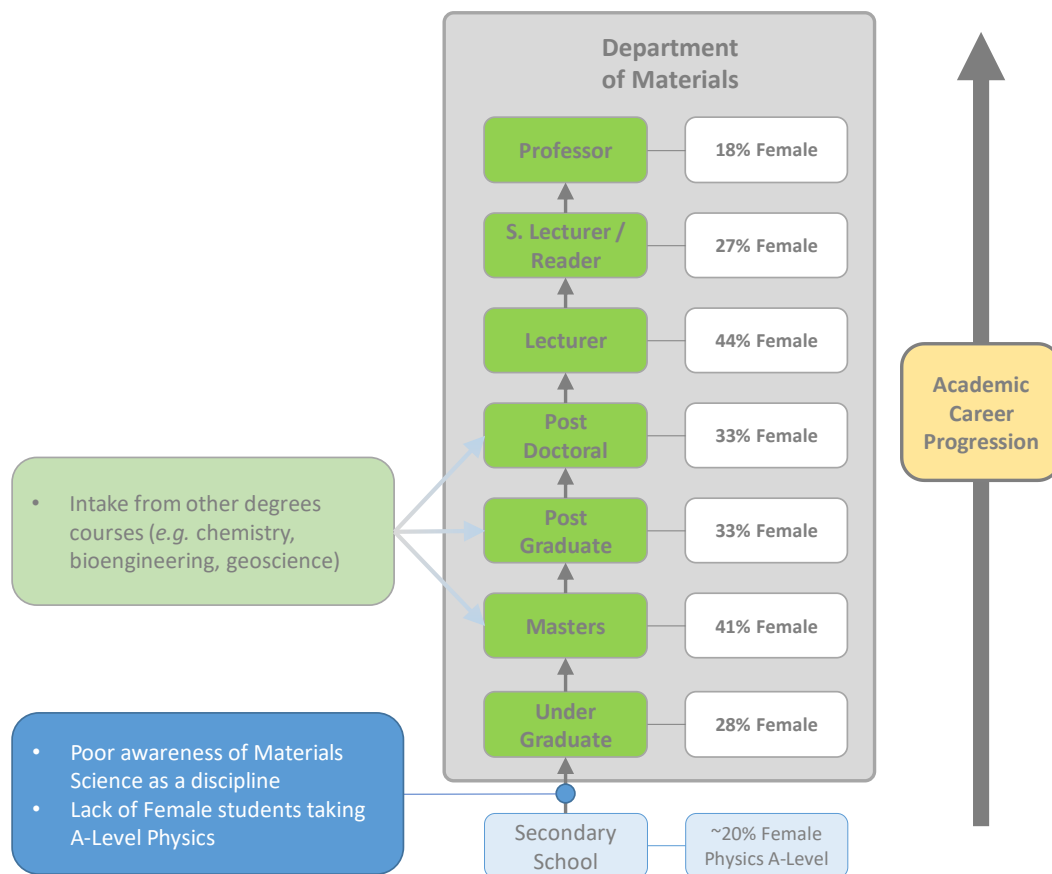 Department
of Materials
Professor
18% Female
S. Lecturer /
Reader
27% Female
Lecturer
44% Female
Academic
Career
Progression
Post
Doctoral
33% Female
• Intake from other degrees
courses (e.g. chemistry,
bioengineering, geoscience)
Post
Graduate
33% Female
Masters
41% Female
Under
Graduate
28% Female
• Poor awareness of Materials
Science as a discipline
• Lack of Female students taking
A-Level Physics
Secondary
School
~20% Female
Physics A-Level